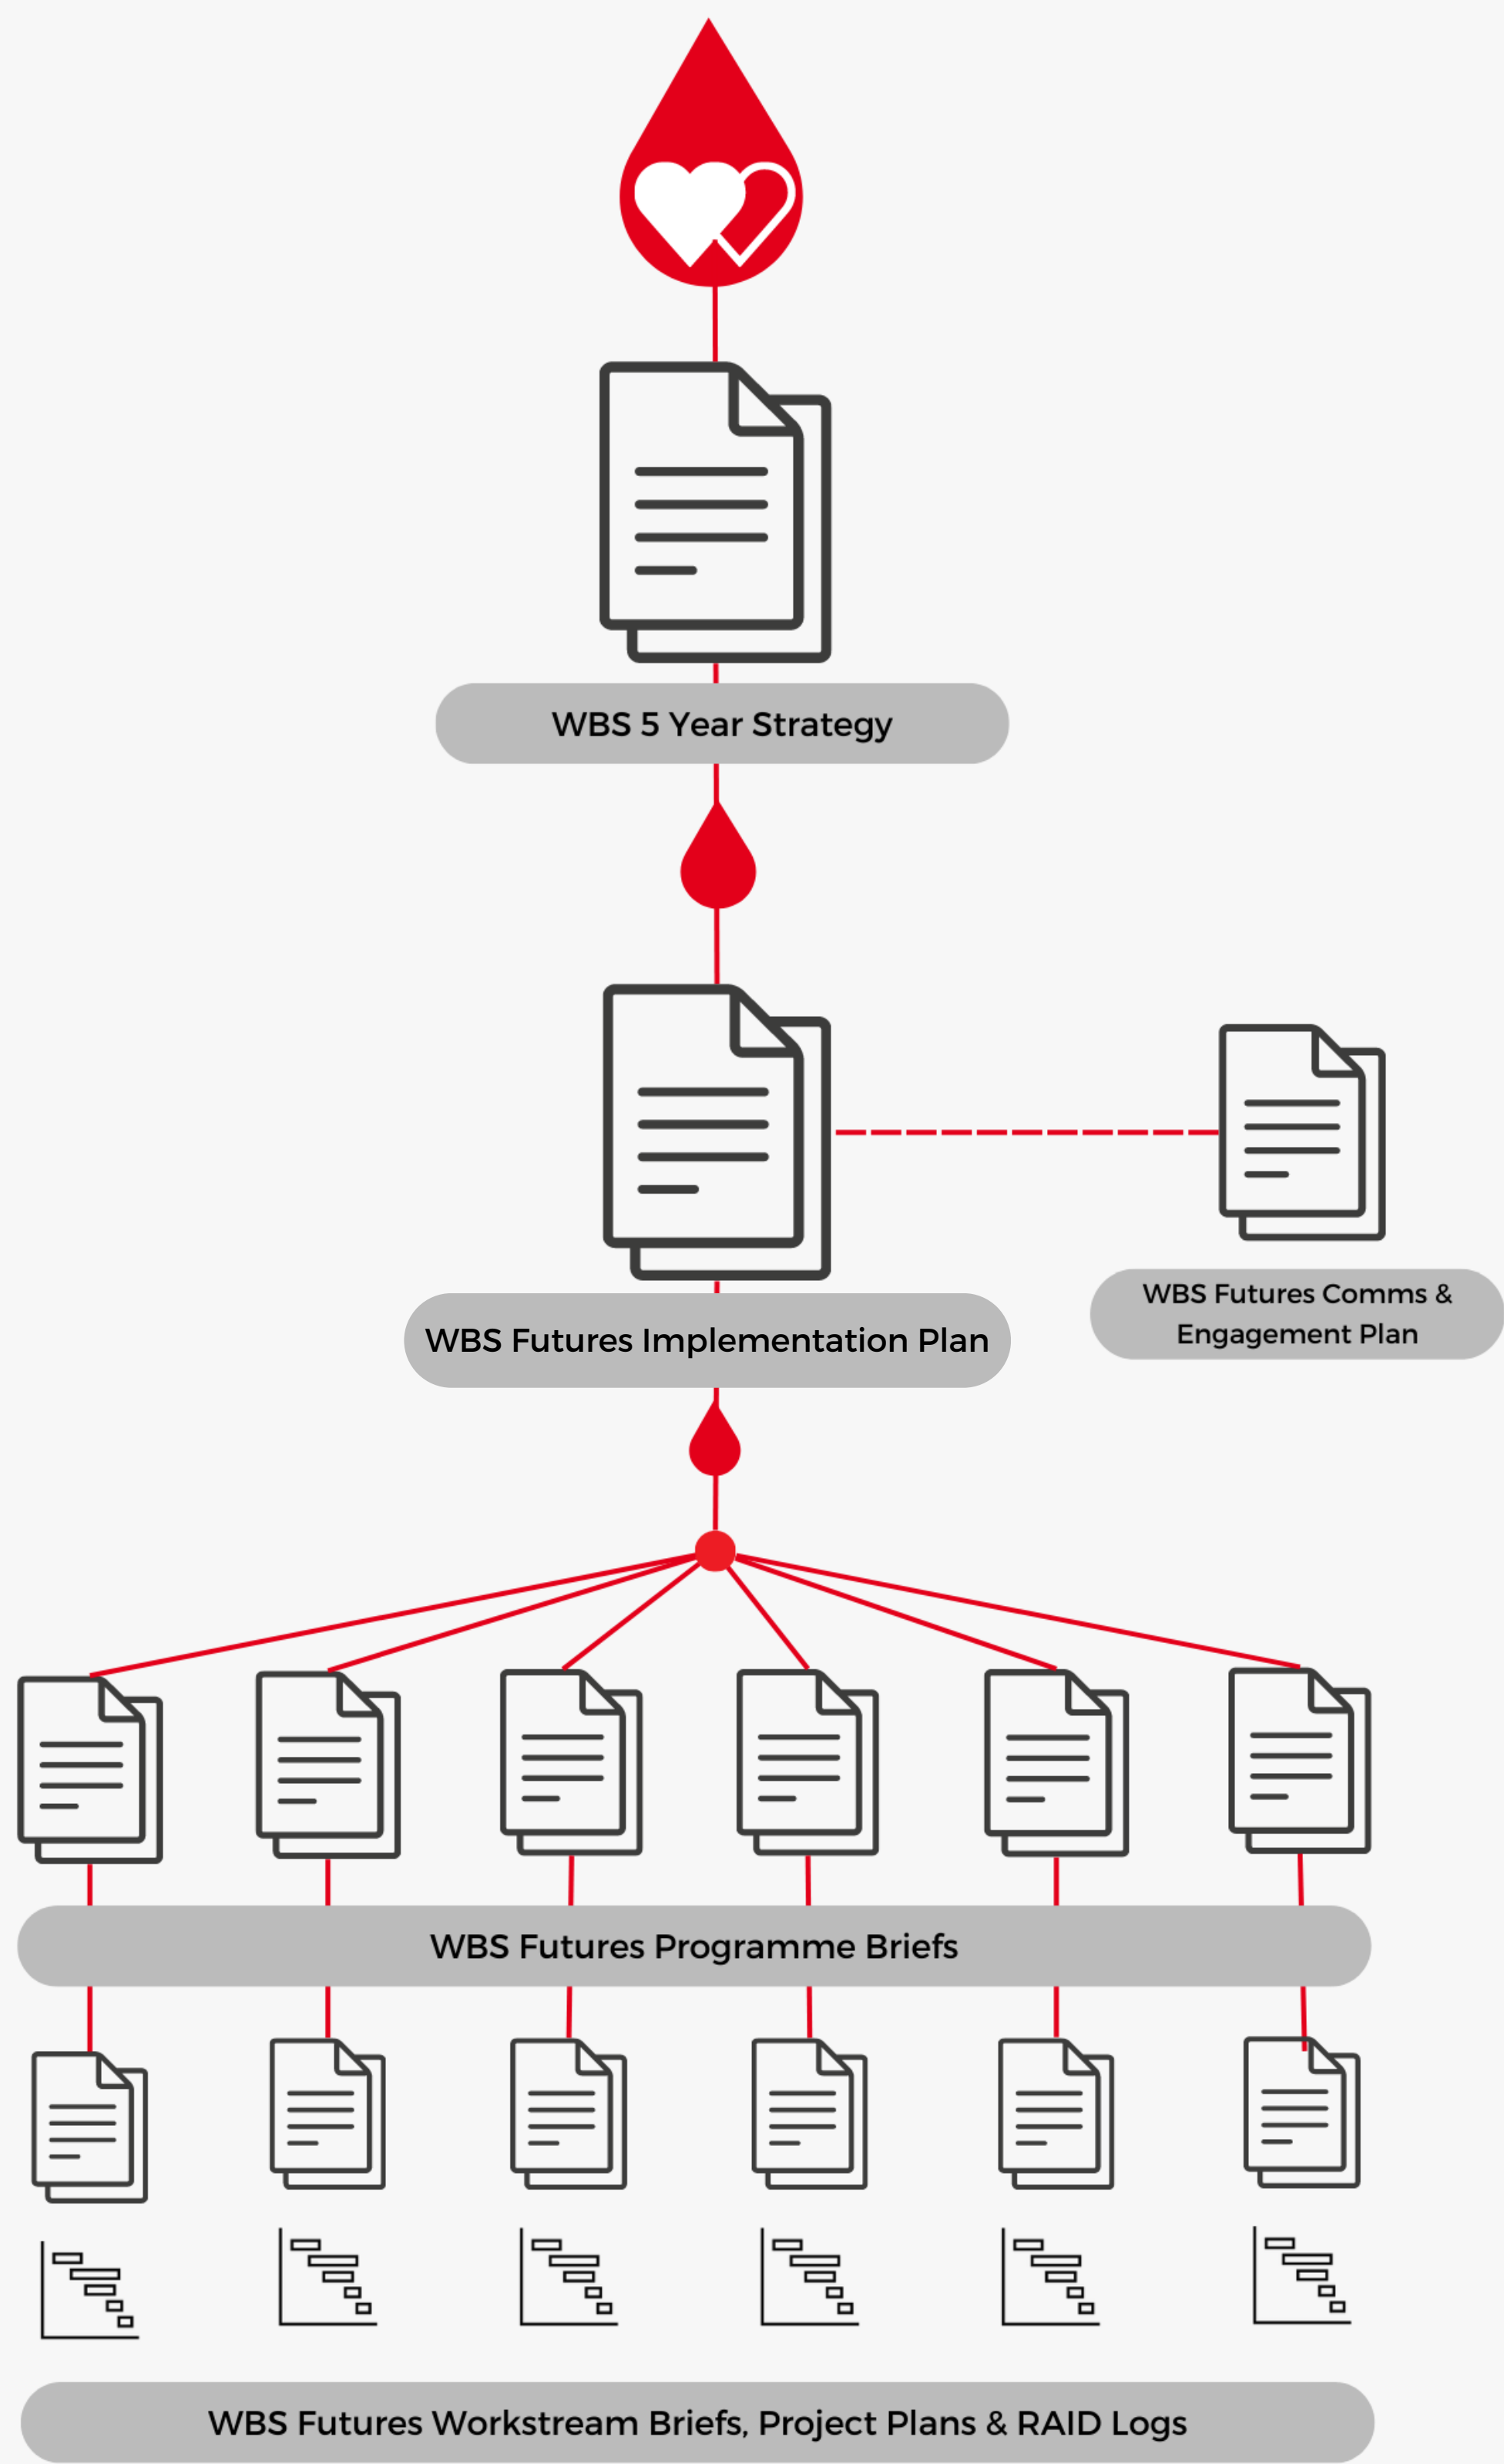 WBS 5 Year Strategy
WBS Futures Implementation Plan
WBS Futures Comms &
Engagement Plan
WBS Futures Programme Briefs
WBS Futures Workstream Briefs, Project Plans & RAID Logs